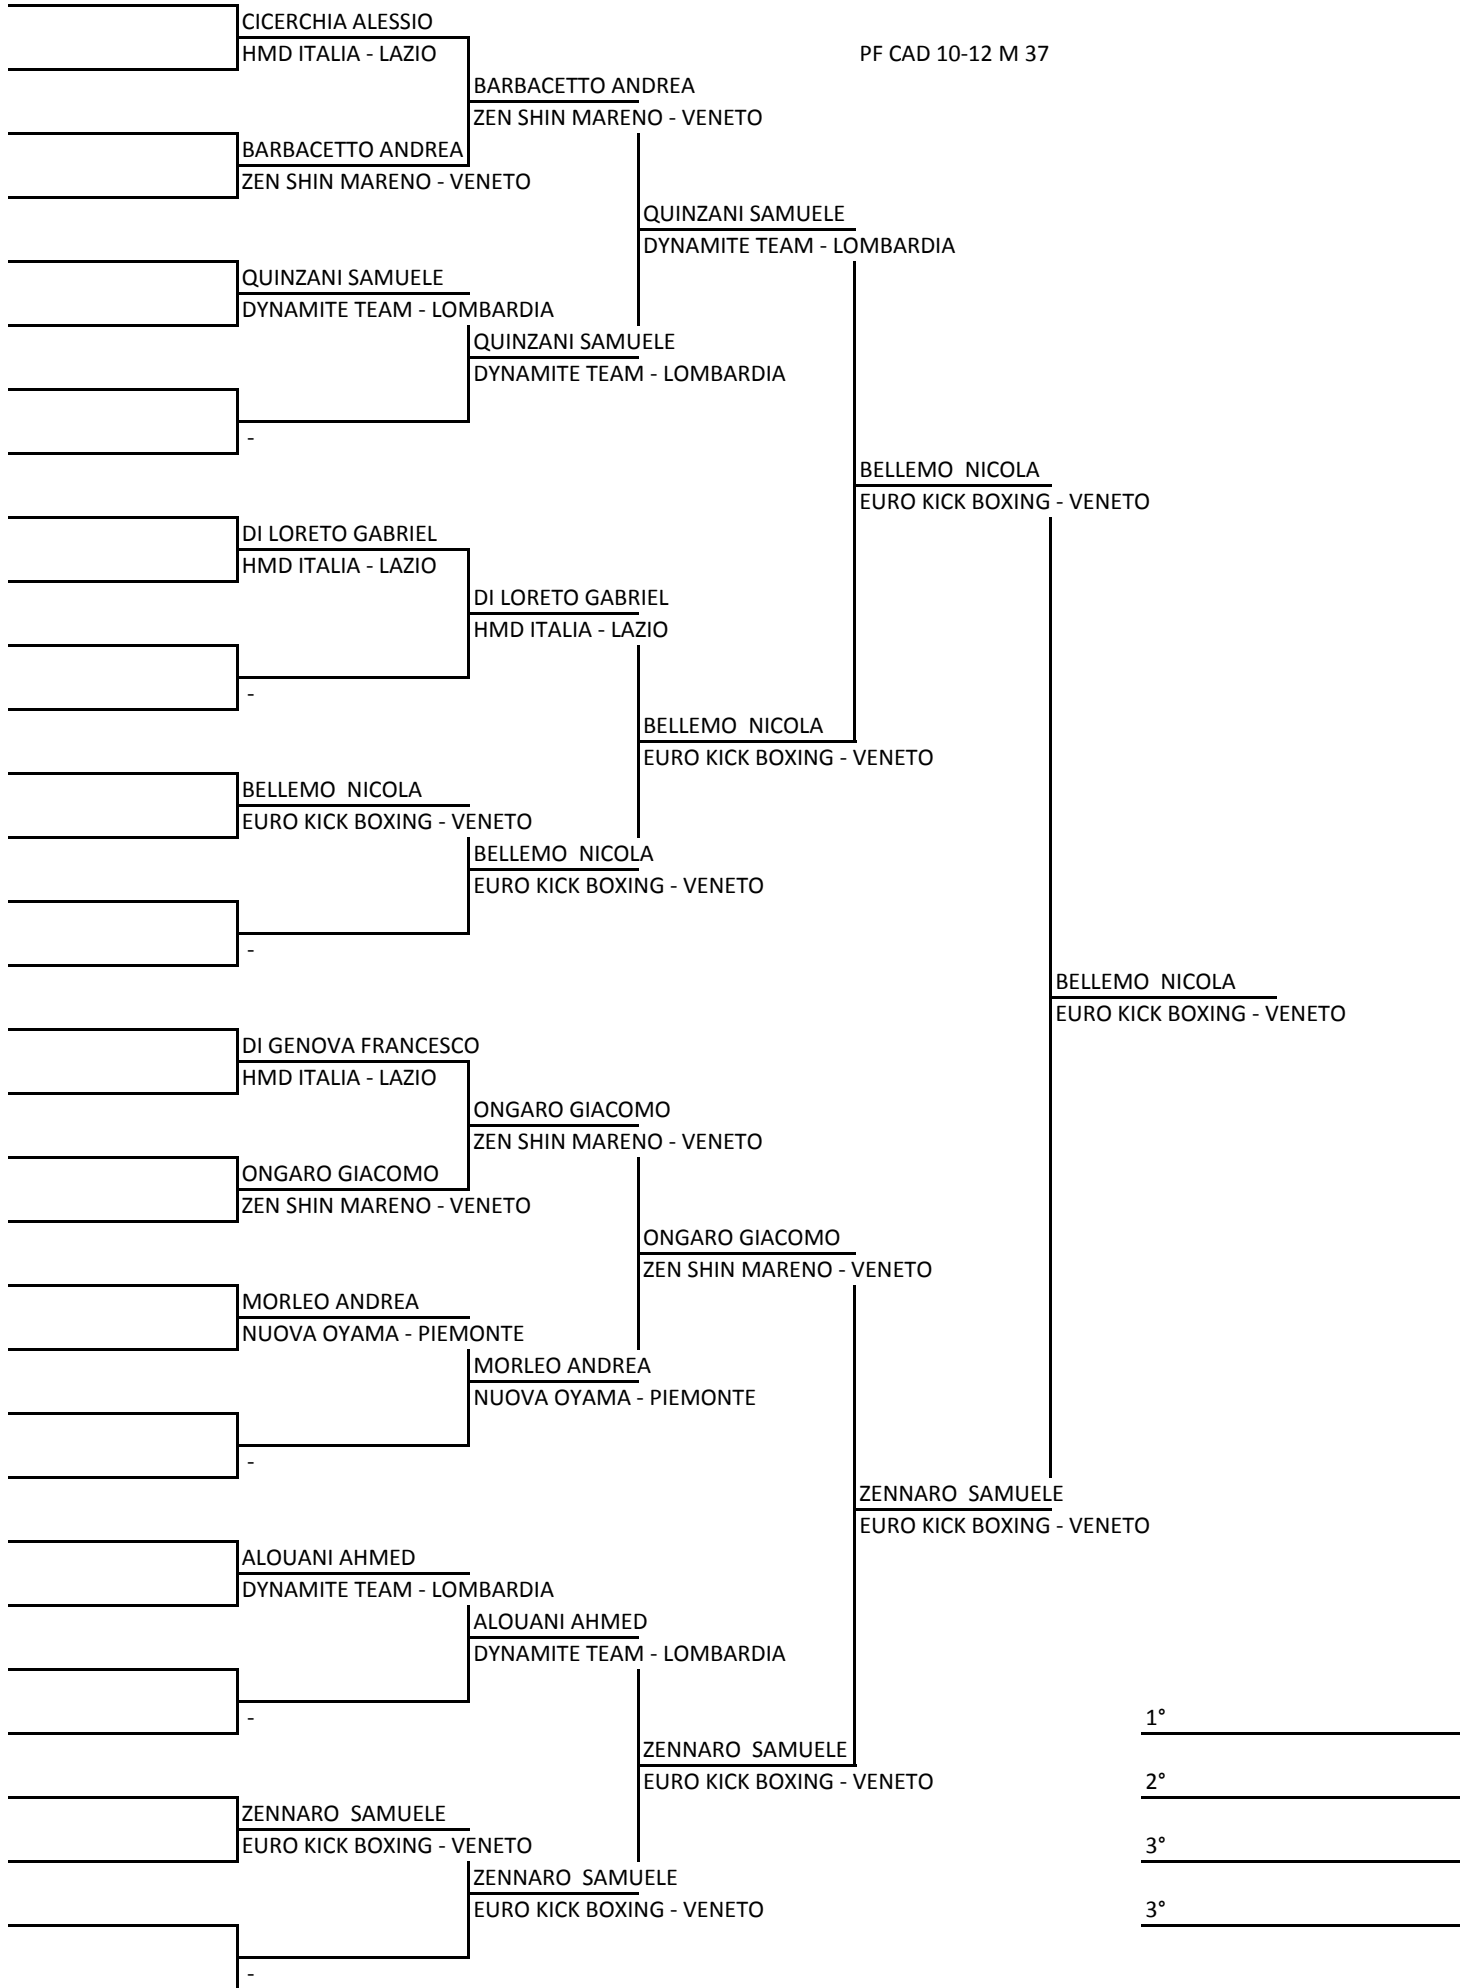 CICERCHIA ALESSIO
HMD ITALIA - LAZIO
PF CAD 10-12 M 37
BARBACETTO ANDREA
ZEN SHIN MARENO - VENETO
BARBACETTO ANDREA
ZEN SHIN MARENO - VENETO
QUINZANI SAMUELE
DYNAMITE TEAM - LOMBARDIA
QUINZANI SAMUELE
DYNAMITE TEAM - LOMBARDIA
QUINZANI SAMUELE
DYNAMITE TEAM - LOMBARDIA
-
BELLEMO  NICOLA
EURO KICK BOXING - VENETO
DI LORETO GABRIEL
HMD ITALIA - LAZIO
DI LORETO GABRIEL
HMD ITALIA - LAZIO
-
BELLEMO  NICOLA
EURO KICK BOXING - VENETO
BELLEMO  NICOLA
EURO KICK BOXING - VENETO
BELLEMO  NICOLA
EURO KICK BOXING - VENETO
-
BELLEMO  NICOLA
EURO KICK BOXING - VENETO
DI GENOVA FRANCESCO
HMD ITALIA - LAZIO
ONGARO GIACOMO
ZEN SHIN MARENO - VENETO
ONGARO GIACOMO
ZEN SHIN MARENO - VENETO
ONGARO GIACOMO
ZEN SHIN MARENO - VENETO
MORLEO ANDREA
NUOVA OYAMA - PIEMONTE
MORLEO ANDREA
NUOVA OYAMA - PIEMONTE
-
ZENNARO  SAMUELE
EURO KICK BOXING - VENETO
ALOUANI AHMED
DYNAMITE TEAM - LOMBARDIA
ALOUANI AHMED
DYNAMITE TEAM - LOMBARDIA
-
1°
ZENNARO  SAMUELE
EURO KICK BOXING - VENETO
2°
ZENNARO  SAMUELE
EURO KICK BOXING - VENETO
3°
ZENNARO  SAMUELE
EURO KICK BOXING - VENETO
3°
-